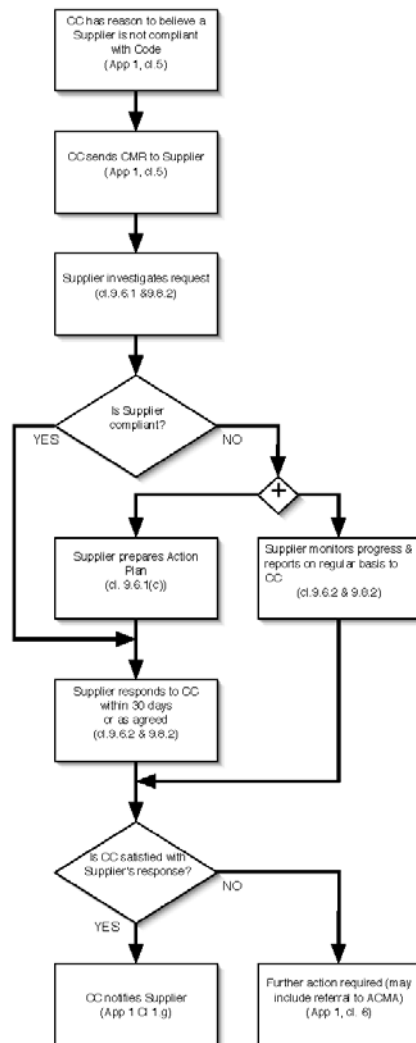 CC has reason to believe a
Supplier is not compliant
with Code
(App 1, cl.5)
CC sends CMR to Supplier
(App 1, cl.5)
Supplier investigates request
(cl.9.6.1 &9.8.2)
Is Supplier
compliant?
YES
NO
+
Supplier prepares Action
Plan
(cl. 9.6.1(c))
Supplier monitors progress &
reports on regular basis to
CC
(cl.9.6.2 & 9.8.2)
Supplier responds to CC
within 30 days
or as agreed
(cl.9.6.2 & 9.8.2)
Is CC satisfied with
Supplier's response?
NO
YES
CC notifies Supplier
(App 1 Cl 1.g)
Further action required (may
include referral to ACMA)
(App 1, cl. 6)